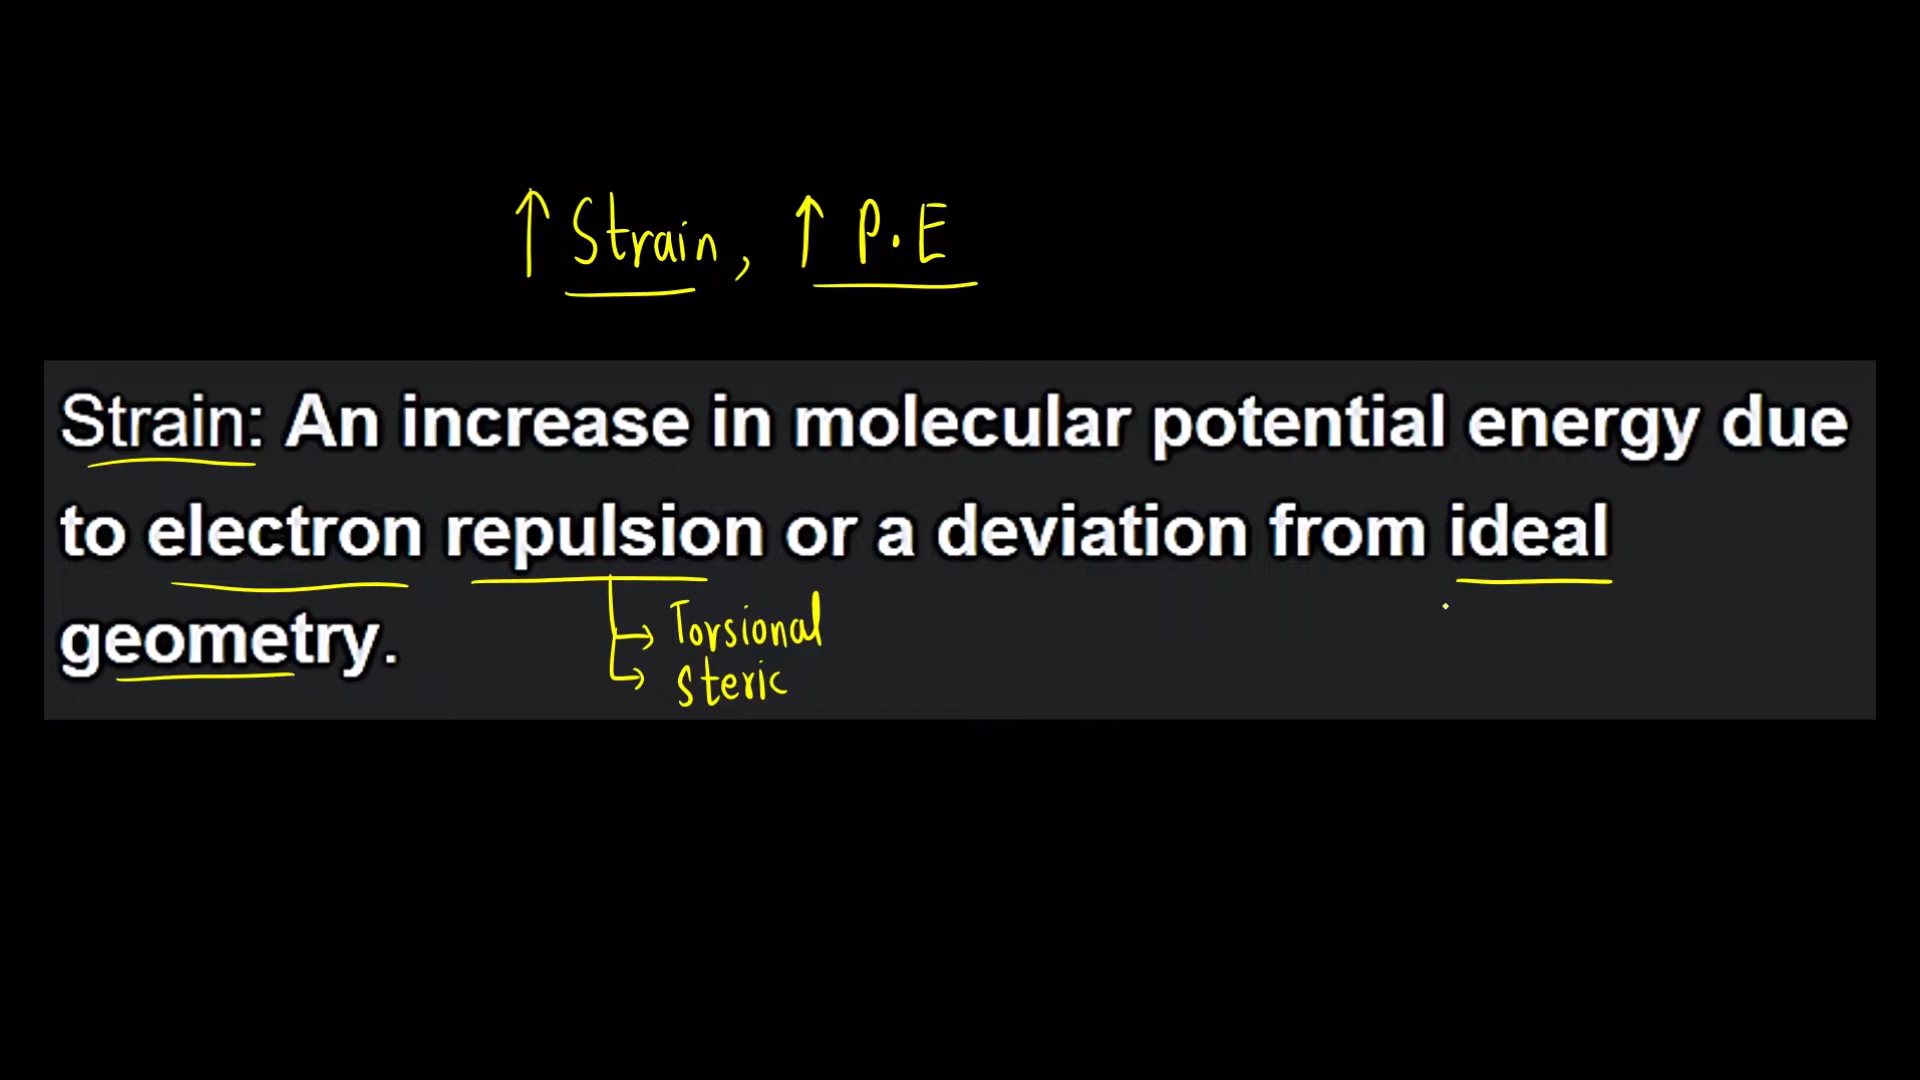 ↑ Strain, ↑ P.E
Strain: An increase in molecular potential energy due
to electron repulsion or a deviation from ideal
geometry.
→ Torsional
→ Steric